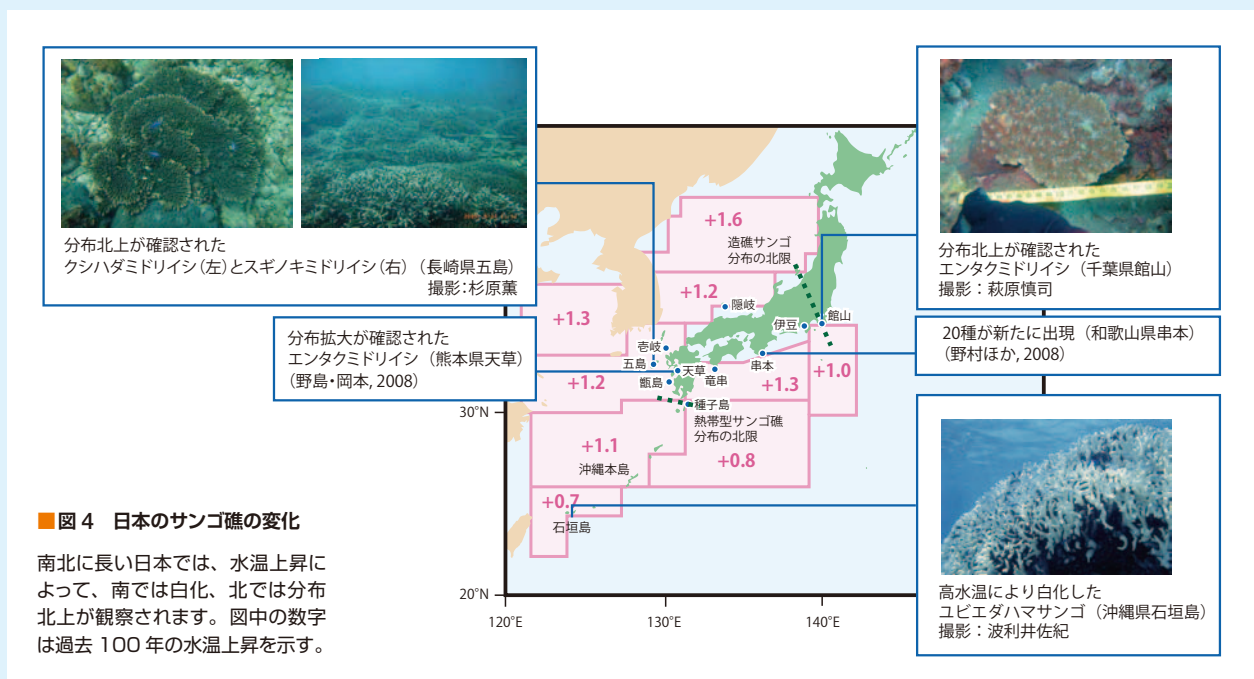 分布北上が確認された
クシハダミドリイシ（左）とスギノキミドリイシ（右）（長崎県五島）
撮影：杉原薫
分布拡大が確認された
エンタクミドリイシ（熊本県天草）
（野島・岡本, 2008）
分布北上が確認された
エンタクミドリイシ（千葉県館山）
撮影：萩原慎司
20種が新たに出現（和歌山県串本）
（野村ほか, 2008）
高水温により白化した
ユビエダハマサンゴ（沖縄県石垣島）
撮影：波利井佐紀
+1.6
造礁サンゴ
分布の北限
+1.2
隠岐
+1.3
伊豆
館山
壱岐
五島
天草
串本
+1.0
+1.2
甑島
竜串
+1.3
30°N
種子島
熱帯型サンゴ礁
分布の北限
+1.1
+0.8
沖縄本島
+0.7
石垣島
20°N
120°E
130°E
140°E
■図 4　日本のサンゴ礁の変化
南北に長い日本では、水温上昇に
よって、南では白化、北では分布
北上が観察されます。図中の数字
は過去 100 年の水温上昇を示す。